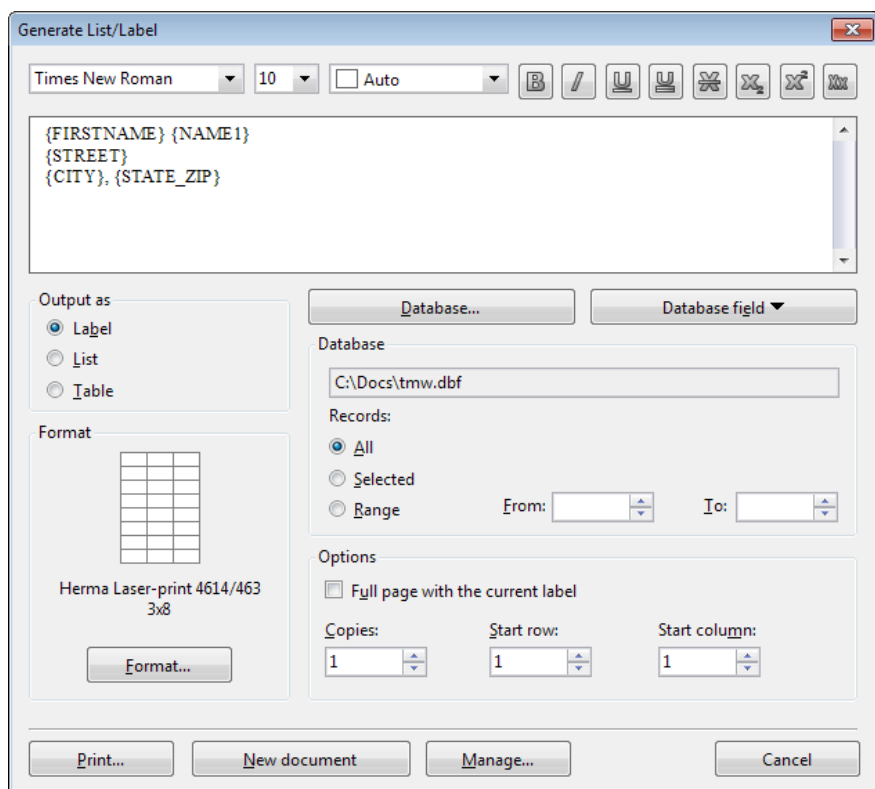 Generate List/Label
Times New Roman 10 Auto B I U U X X2 X² Xxx
{FIRSTNAME} {NAME1}
{STREET}
{CITY}, {STATE_ZIP}
Output as
Label
List
Table
Database... Database field
Database
C:\Docs\tmw.dbf
Records:
All
Selected
Range From: To:
Format
Herma Laser-print 4614/463
3x8
Format...
Options
Full page with the current label
Copies: Start row: Start column:
1 1 1
Print... New document Manage... Cancel